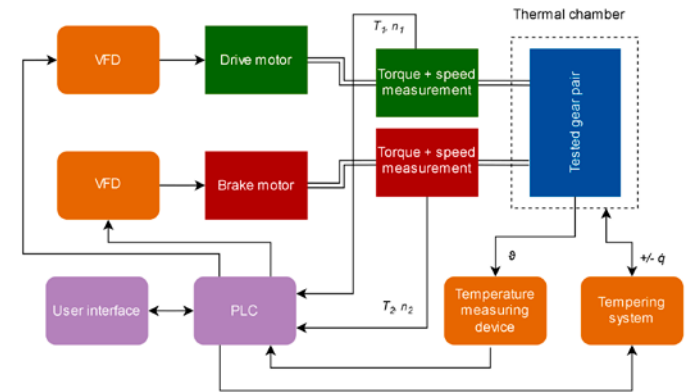 Thermal chamber
T1, n1
VFD
Drive motor
Torque + speed
measurement
Tested gear pair
VFD
Brake motor
Torque + speed
measurement
ϑ
+/- q̇
User interface
PLC
T2, n2
Temperature
measuring
device
Tempering
system